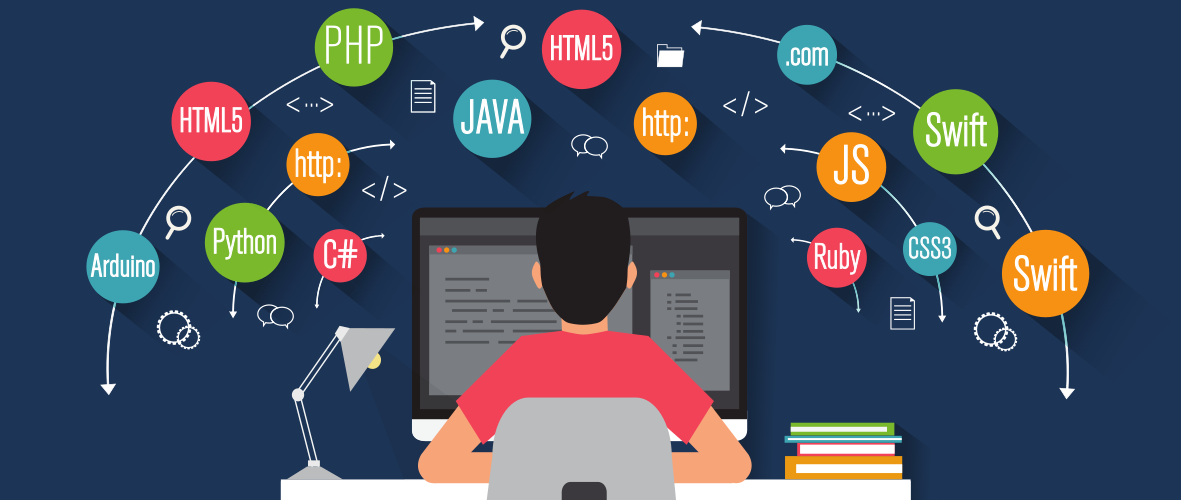 PHP
HTML5
.com
HTML5
JAVA
http:
Swift
http:
JS
Arduino
Python
C#
Ruby
CSS3
Swift